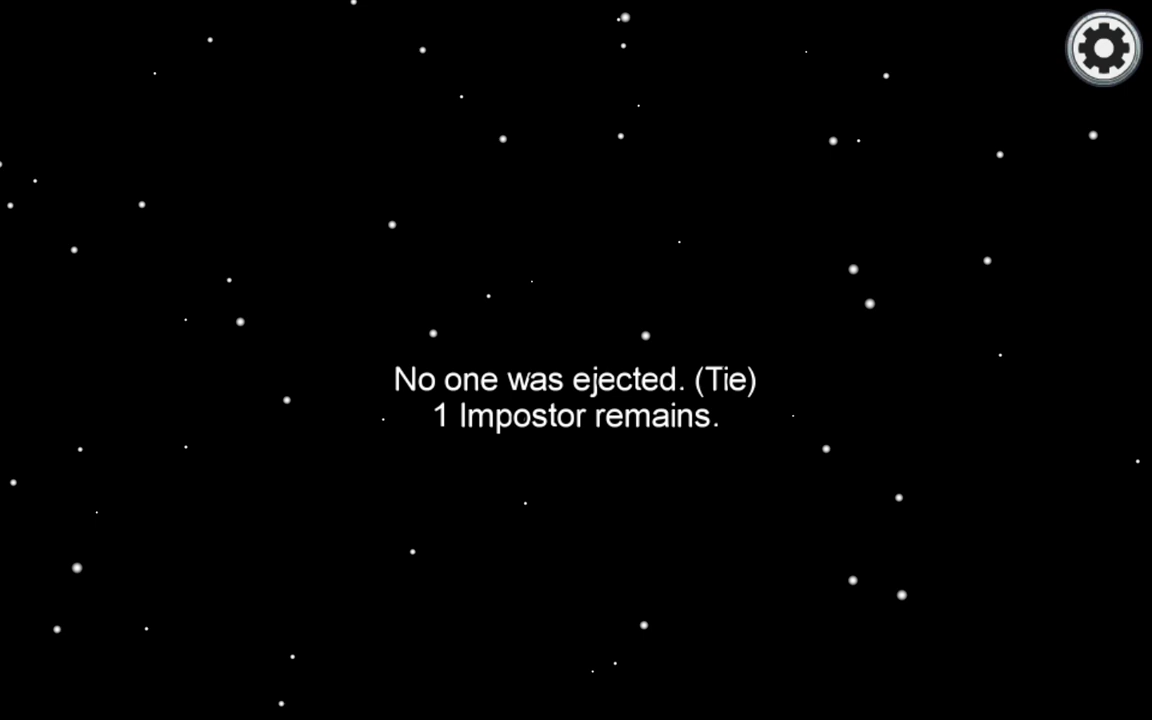 No one was ejected. (Tie)
1 Impostor remains.